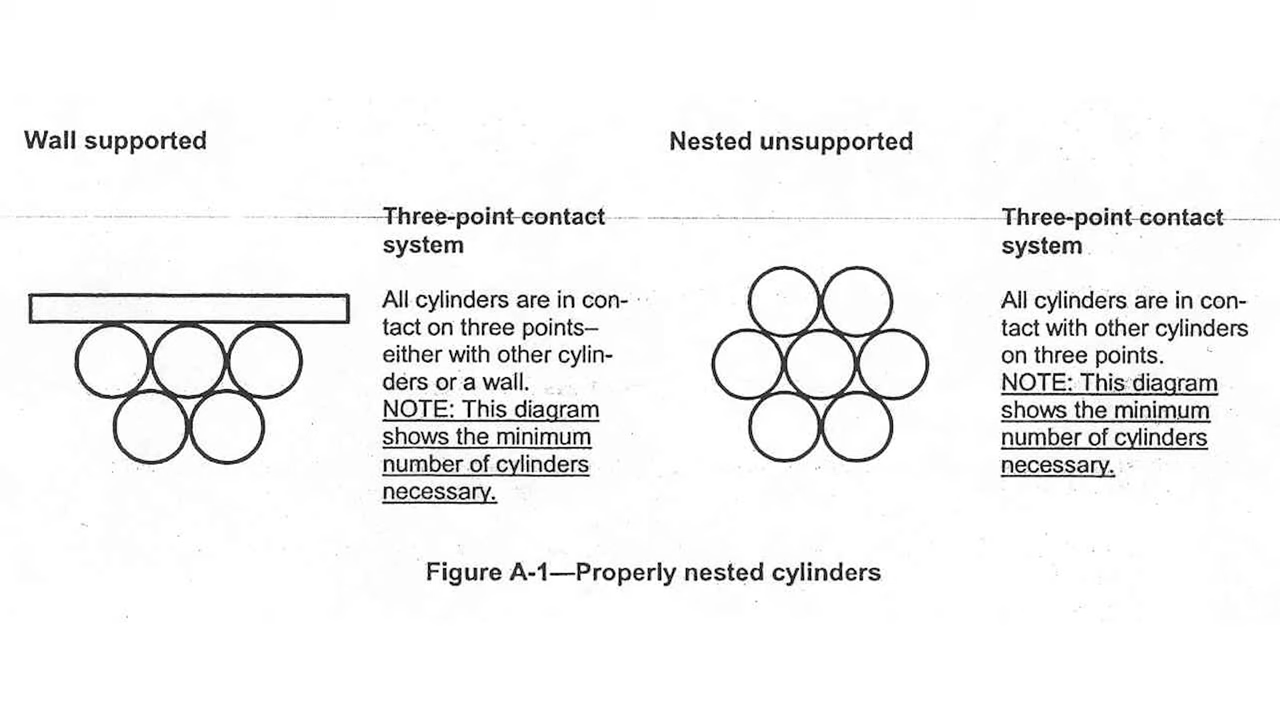 Wall supported
Three-point contact
system
All cylinders are in con-
tact on three points–
either with other cylin-
ders or a wall.
NOTE: This diagram
shows the minimum
number of cylinders
necessary.
Nested unsupported
Three-point contact
system
All cylinders are in con-
tact with other cylinders
on three points.
NOTE: This diagram
shows the minimum
number of cylinders
necessary.
Figure A-1—Properly nested cylinders